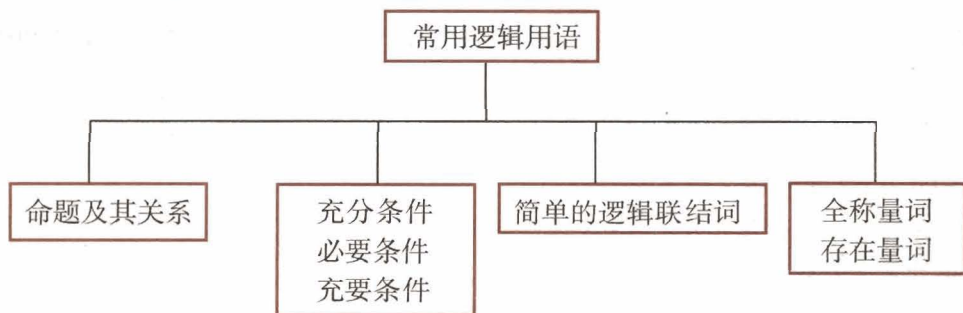 常用逻辑用语
命题及其关系
充分条件
必要条件
充要条件
简单的逻辑联结词
全称量词
存在量词